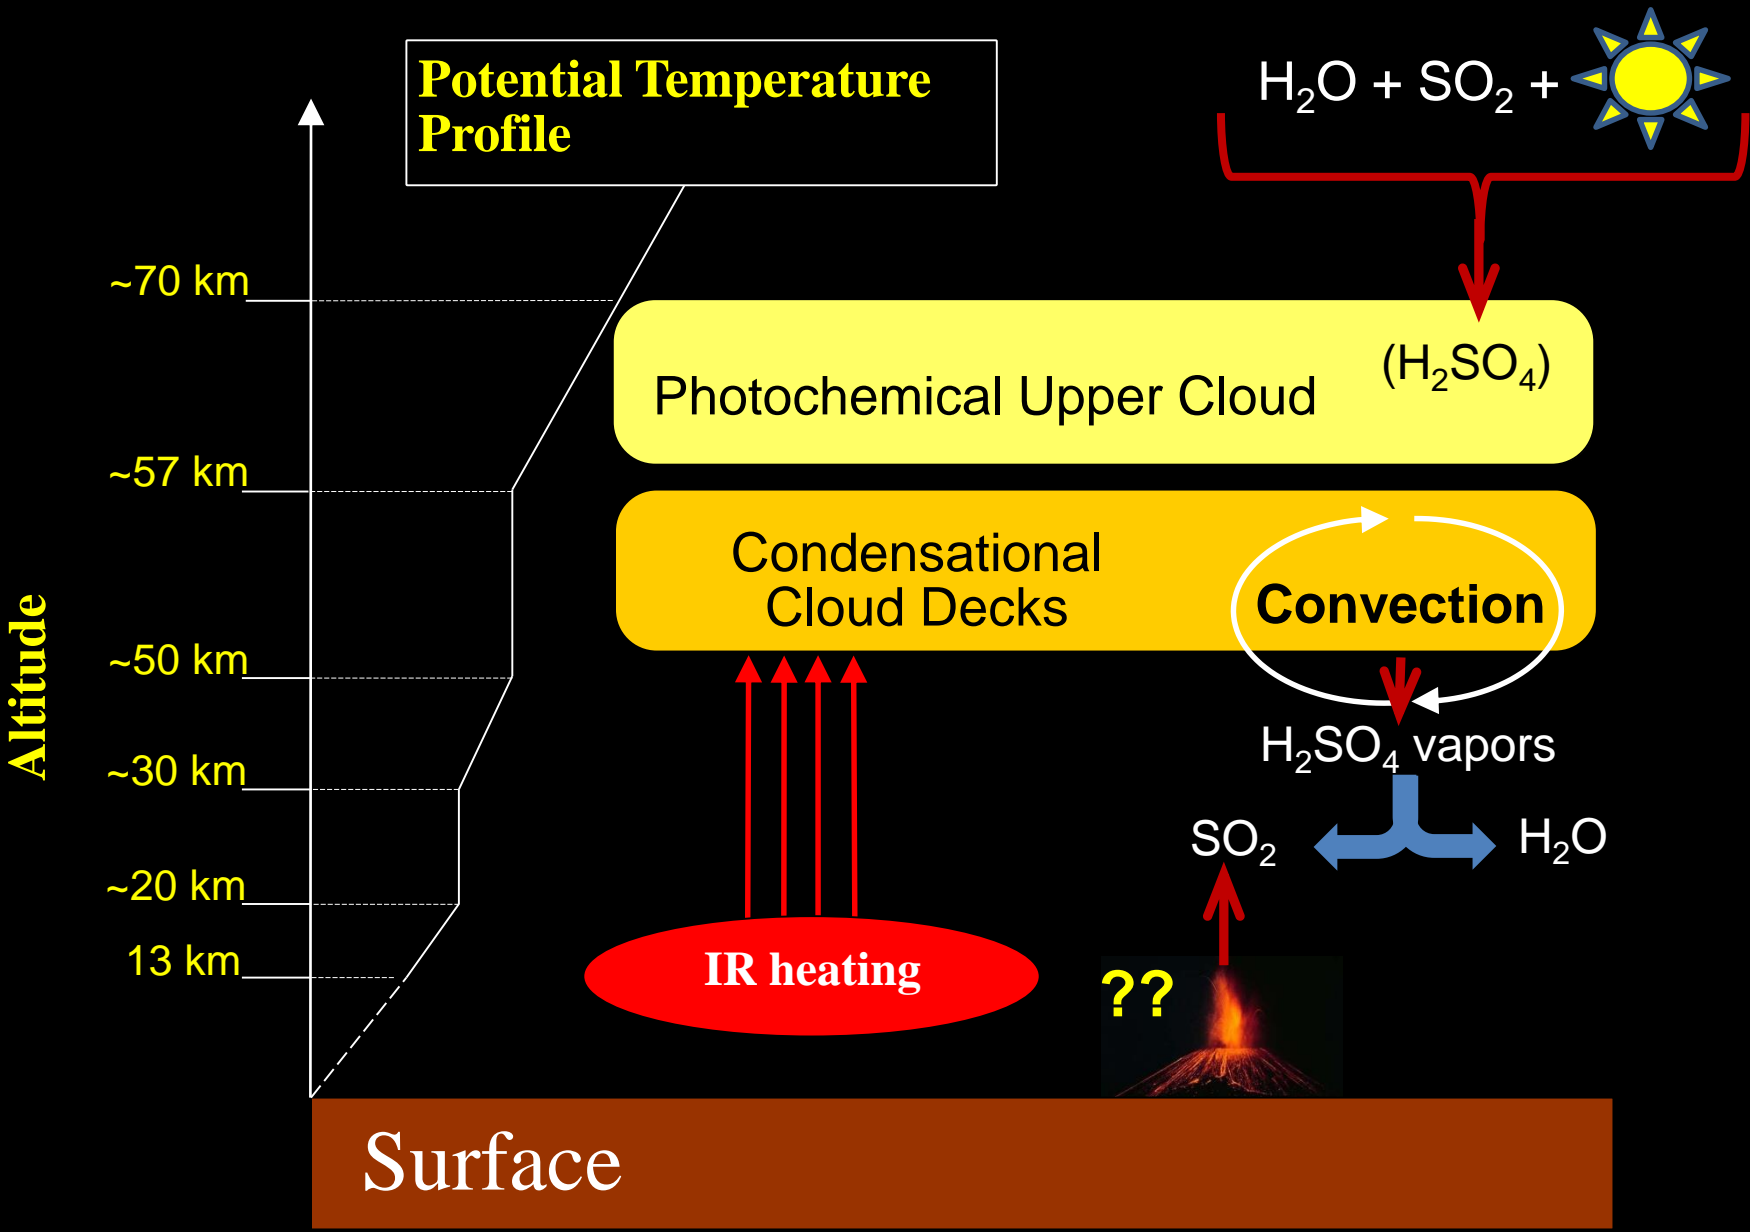 Potential Temperature
Profile
H₂O + SO₂ +
~70 km
(H₂SO₄)
Photochemical Upper Cloud
~57 km
Condensational
Cloud Decks
Convection
Altitude
~50 km
H₂SO₄ vapors
~30 km
SO₂
H₂O
~20 km
13 km
IR heating
??
Surface